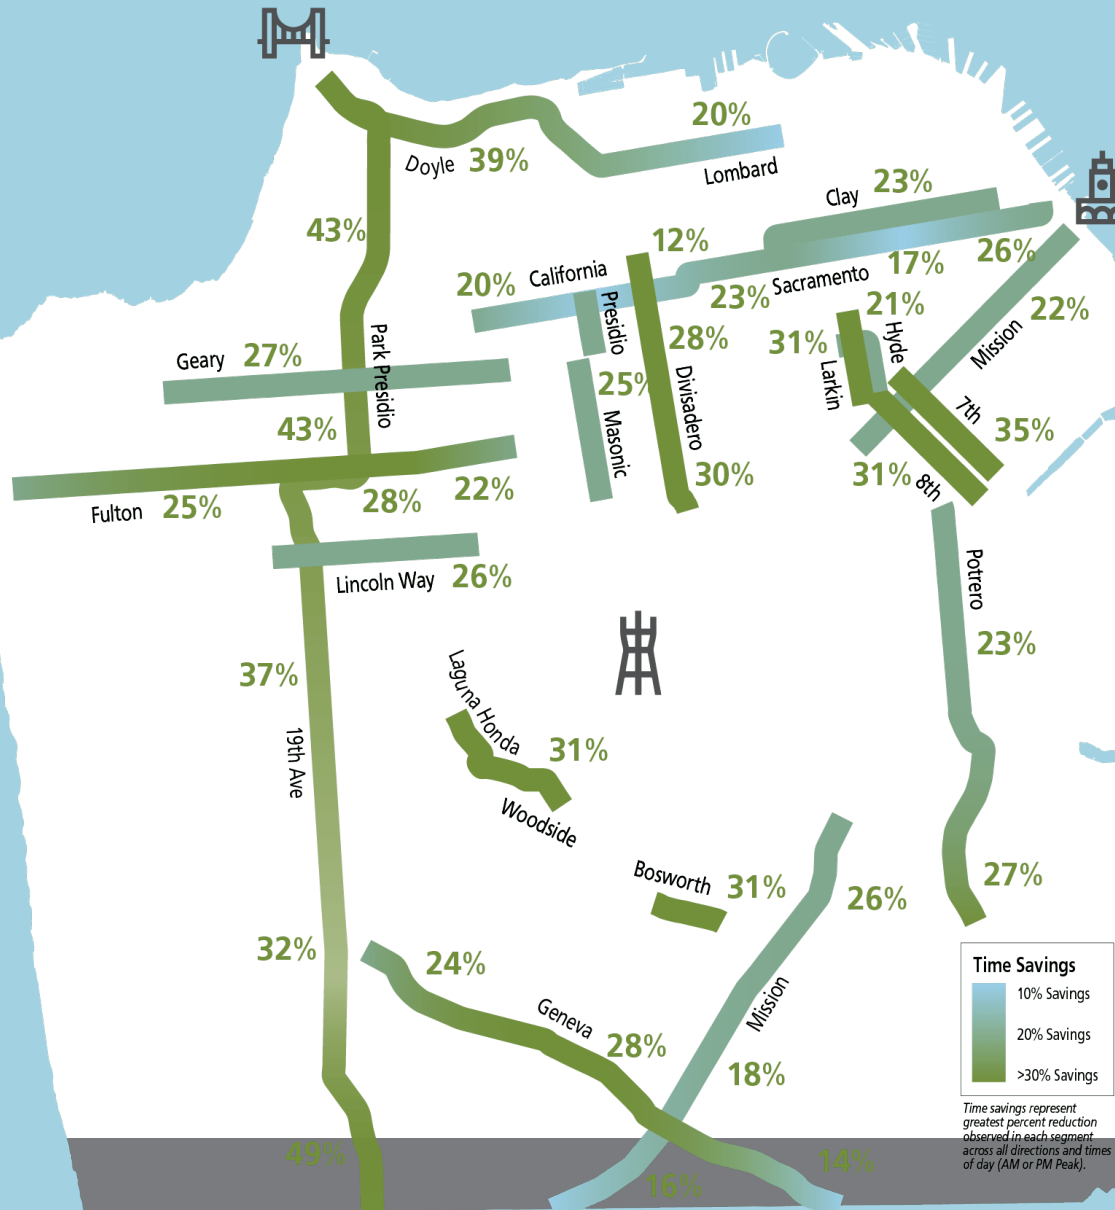 20%
Doyle 39%
Lombard
Clay 23%
43%
12%
26%
17%
California
20%
Sacramento
23%
Presidio
21%
22%
Mission
28%
31%
Hyde
Larkin
Geary 27%
Park Presidio
Divisadero
25%
Masonic
7th
35%
43%
30%
31%
8th
22%
28%
Fulton 25%
Lincoln Way 26%
Potrero
23%
37%
Laguna Honda
31%
19th Ave
Woodside
Bosworth 31%
27%
26%
32%
24%
Geneva
28%
Mission
18%
49%
14%
16%
Time Savings
10% Savings
20% Savings
>30% Savings
Time savings represent
greatest percent reduction
observed in each segment
across all directions and times
of day (AM or PM Peak).